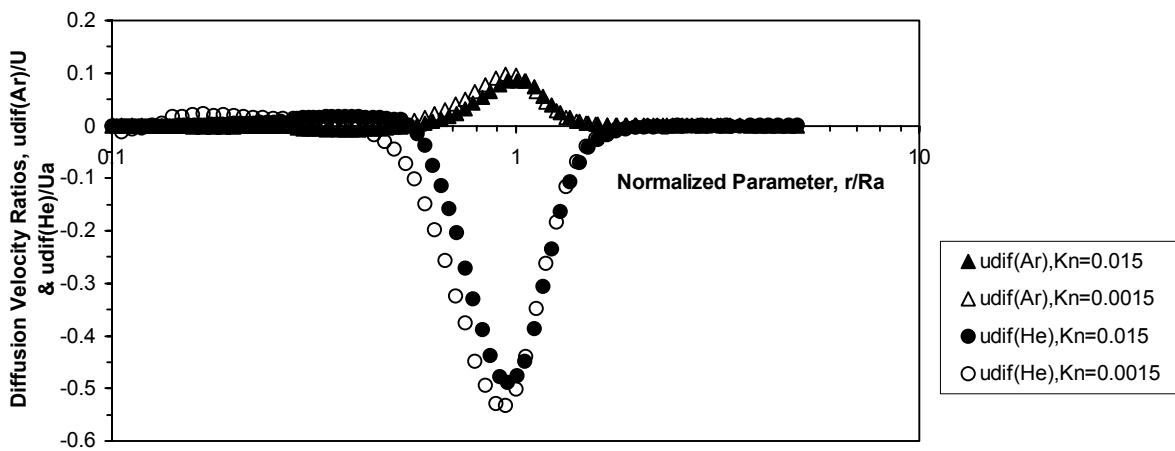 Diffusion Velocity Ratios, udif(Ar)/U
& udif(He)/Ua
0.2
0.1
0
-0.1
-0.2
-0.3
-0.4
-0.5
-0.6
0.1
1
10
Normalized Parameter, r/Ra
udif(Ar),Kn=0.015
udif(Ar),Kn=0.0015
udif(He),Kn=0.015
udif(He),Kn=0.0015